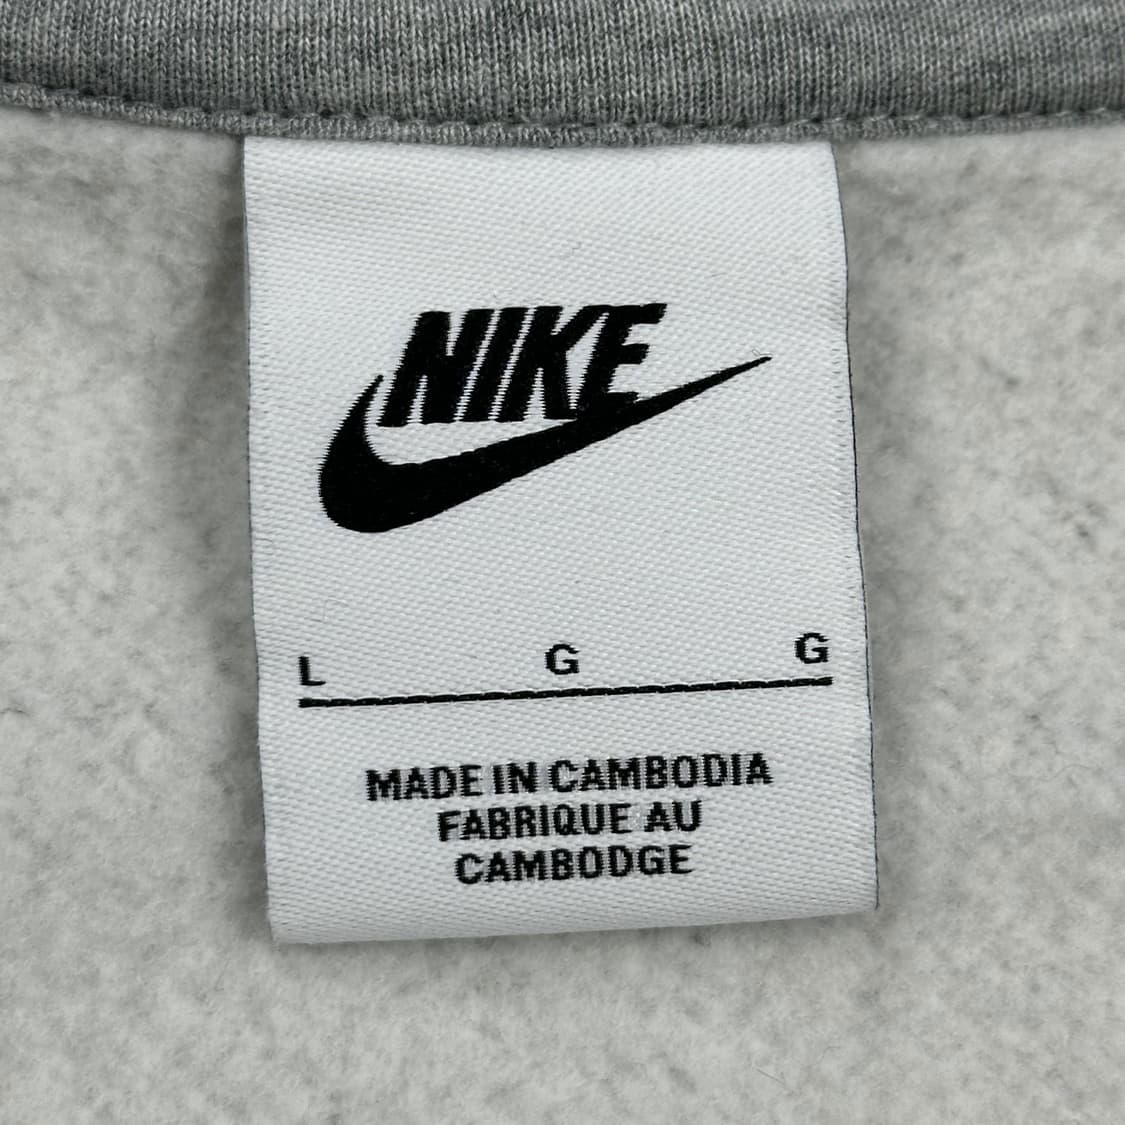 NIKE
L G G
MADE IN CAMBODIA
FABRIQUE AU
CAMBODGE